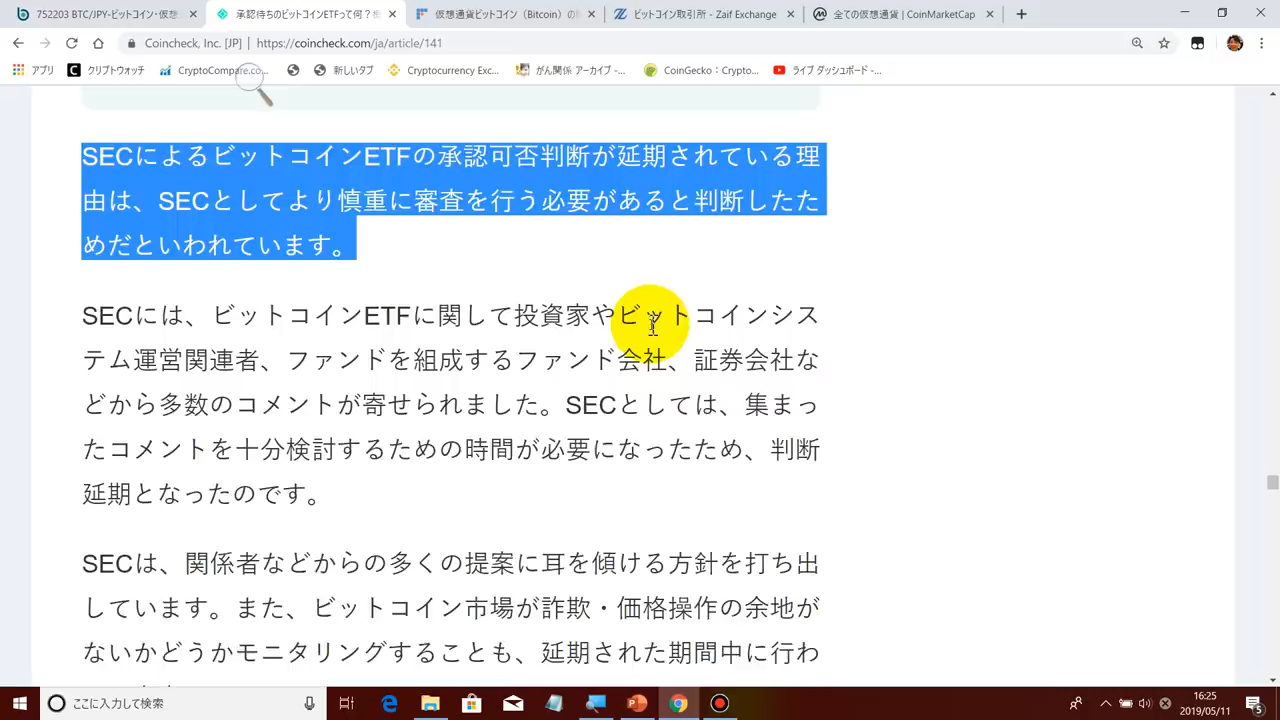 752203 BTC/JPY-ビットコイン・仮想
承認待ちのビットコインETFって何？相
仮想通貨ビットコイン（Bitcoin）の
ビットコイン取引所 - Zaif Exchange
全ての仮想通貨 | CoinMarketCap
Coincheck, Inc. [JP] | https://coincheck.com/ja/article/141
アプリ
クリプトウォッチ
CryptoCompare.co...
新しいタブ
Cryptocurrency Exc...
がん関係 アーカイブ - ...
CoinGecko：Crypto...
ライブ ダッシュボード - ...
SECによるビットコインETFの承認可否判断が延期されている理
由は、SECとしてより慎重に審査を行う必要があると判断したた
めだといわれています。
SECには、ビットコインETFに関して投資家やビットコインシス
テム運営関連者、ファンドを組成するファンド会社、証券会社な
どから多数のコメントが寄せられました。SECとしては、集まっ
たコメントを十分検討するための時間が必要になったため、判断
延期となったのです。
SECは、関係者などからの多くの提案に耳を傾ける方針を打ち出
しています。また、ビットコイン市場が詐欺・価格操作の余地が
ないかどうかモニタリングすることも、延期された期間中に行わ
ここに入力して検索
16:25
2019/05/11
5